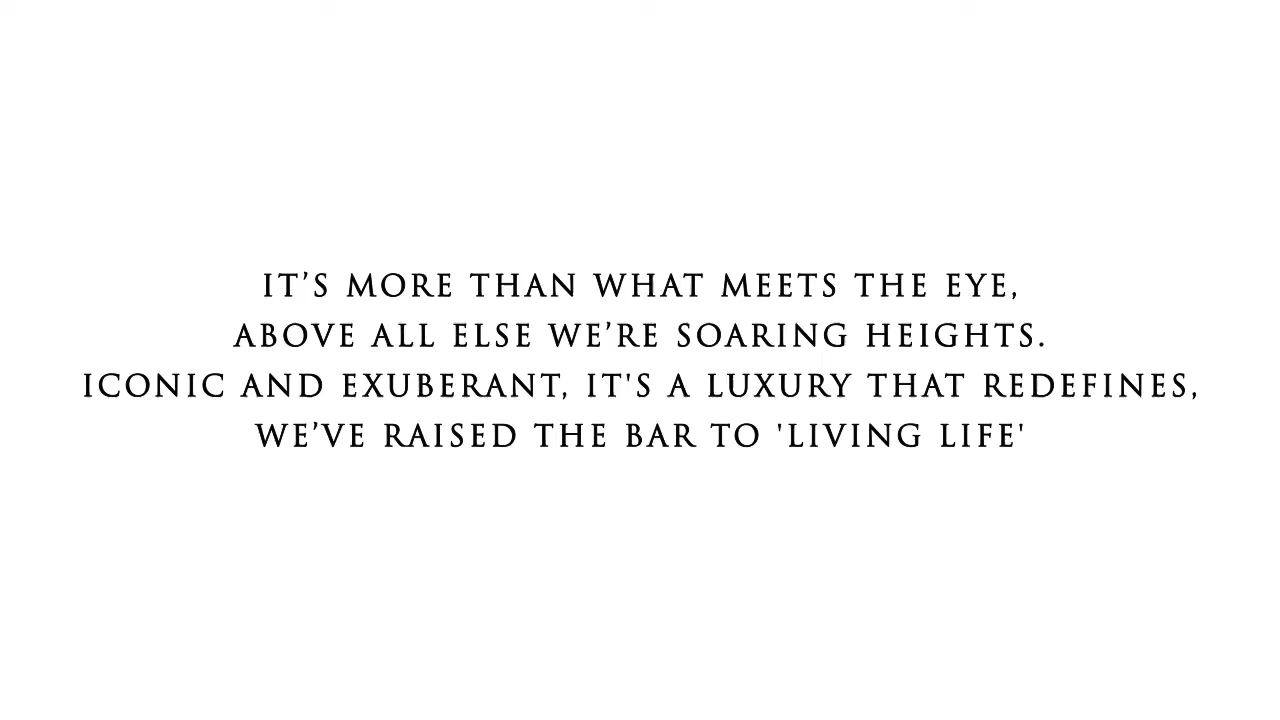 IT’S MORE THAN WHAT MEETS THE EYE,
ABOVE ALL ELSE WE’RE SOARING HEIGHTS.
ICONIC AND EXUBERANT, IT'S A LUXURY THAT REDEFINES,
WE’VE RAISED THE BAR TO 'LIVING LIFE'